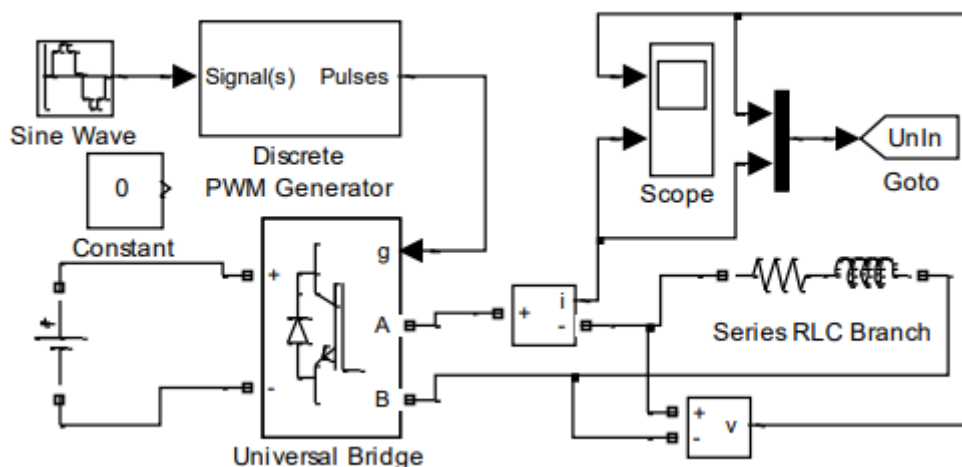 Signal(s) Pulses
Sine Wave
Discrete
PWM Generator
0
Constant
UnIn
Goto
Scope
g
+
A
i
+
-
Series RLC Branch
+
-
B
+
v
-
Universal Bridge